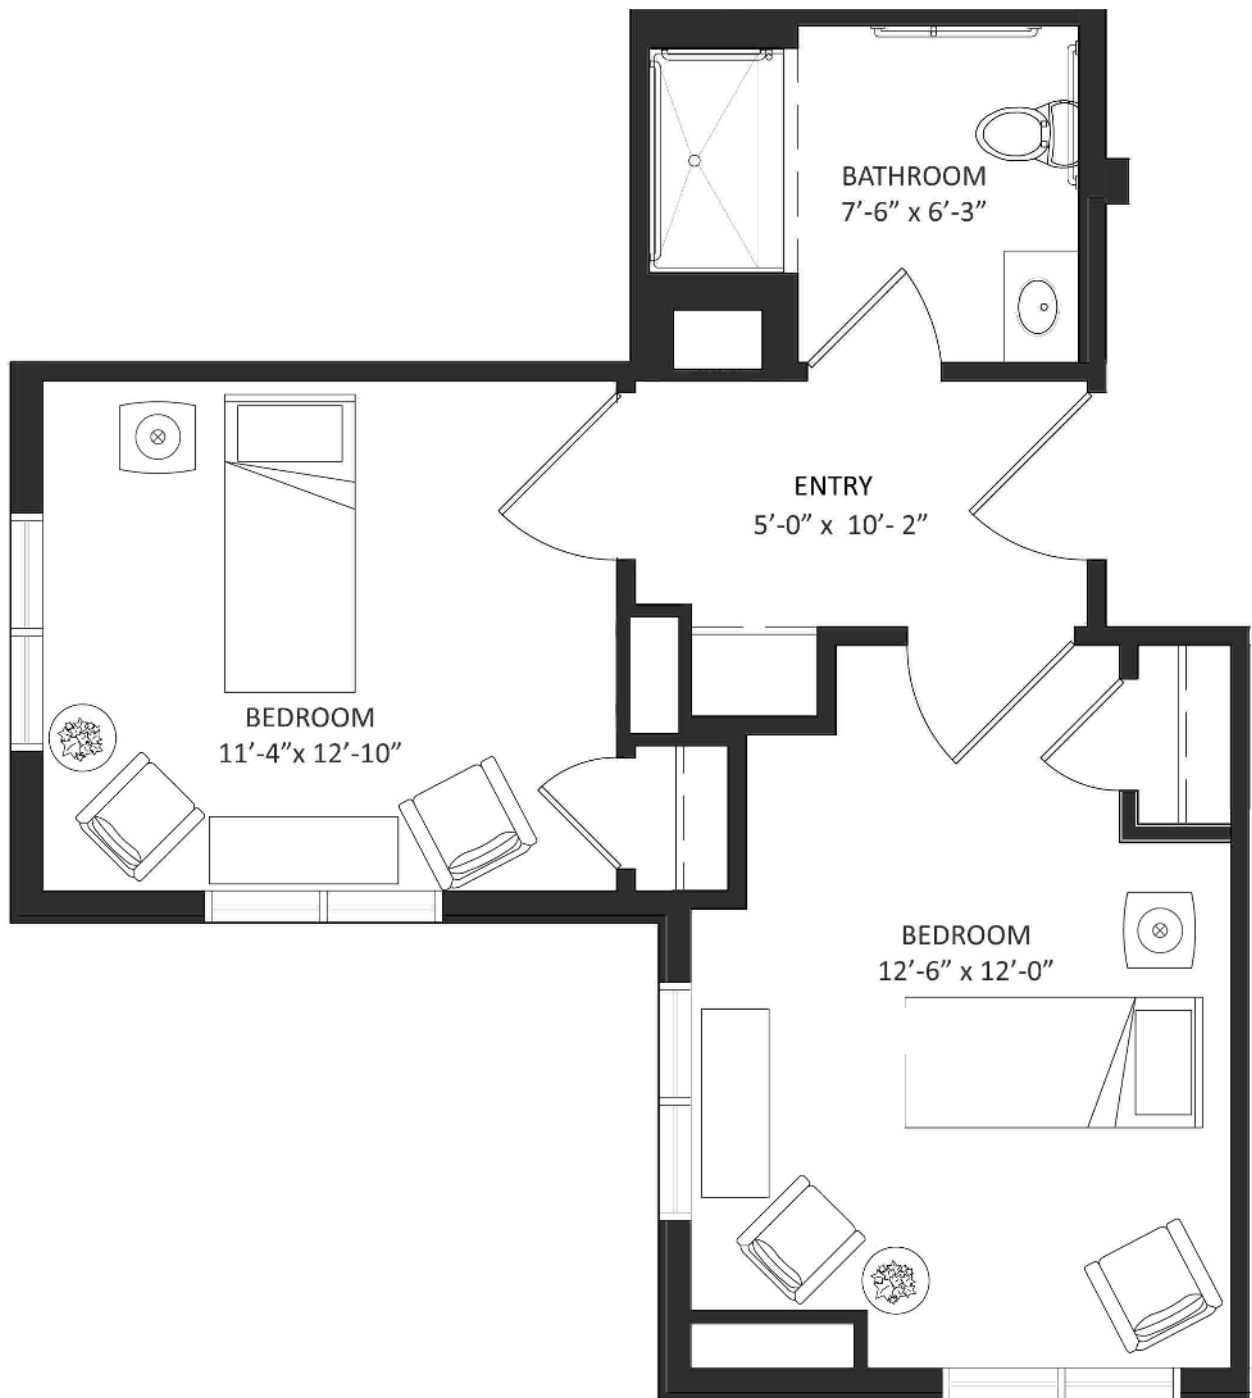 BATHROOM
7’-6” x 6’-3”
ENTRY
5’-0” x 10’- 2”
BEDROOM
11’-4”x 12’-10”
BEDROOM
12’-6” x 12’-0”